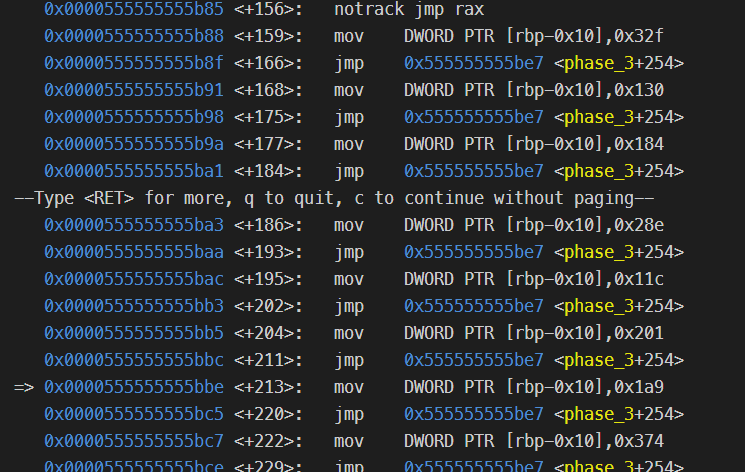 0x0000555555555b85 <+156>: notrack jmp rax
0x0000555555555b88 <+159>: mov DWORD PTR [rbp-0x10],0x32f
0x0000555555555b8f <+166>: jmp 0x555555555be7 <phase_3+254>
0x0000555555555b91 <+168>: mov DWORD PTR [rbp-0x10],0x130
0x0000555555555b98 <+175>: jmp 0x555555555be7 <phase_3+254>
0x0000555555555b9a <+177>: mov DWORD PTR [rbp-0x10],0x184
0x0000555555555ba1 <+184>: jmp 0x555555555be7 <phase_3+254>
--Type <RET> for more, q to quit, c to continue without paging--
0x0000555555555ba3 <+186>: mov DWORD PTR [rbp-0x10],0x28e
0x0000555555555baa <+193>: jmp 0x555555555be7 <phase_3+254>
0x0000555555555bac <+195>: mov DWORD PTR [rbp-0x10],0x11c
0x0000555555555bb3 <+202>: jmp 0x555555555be7 <phase_3+254>
0x0000555555555bb5 <+204>: mov DWORD PTR [rbp-0x10],0x201
0x0000555555555bbc <+211>: jmp 0x555555555be7 <phase_3+254>
=> 0x0000555555555bbe <+213>: mov DWORD PTR [rbp-0x10],0x1a9
0x0000555555555bc5 <+220>: jmp 0x555555555be7 <phase_3+254>
0x0000555555555bc7 <+222>: mov DWORD PTR [rbp-0x10],0x374
0x0000555555555bce <+229>: jmp 0x555555555be7 <phase_3+254>